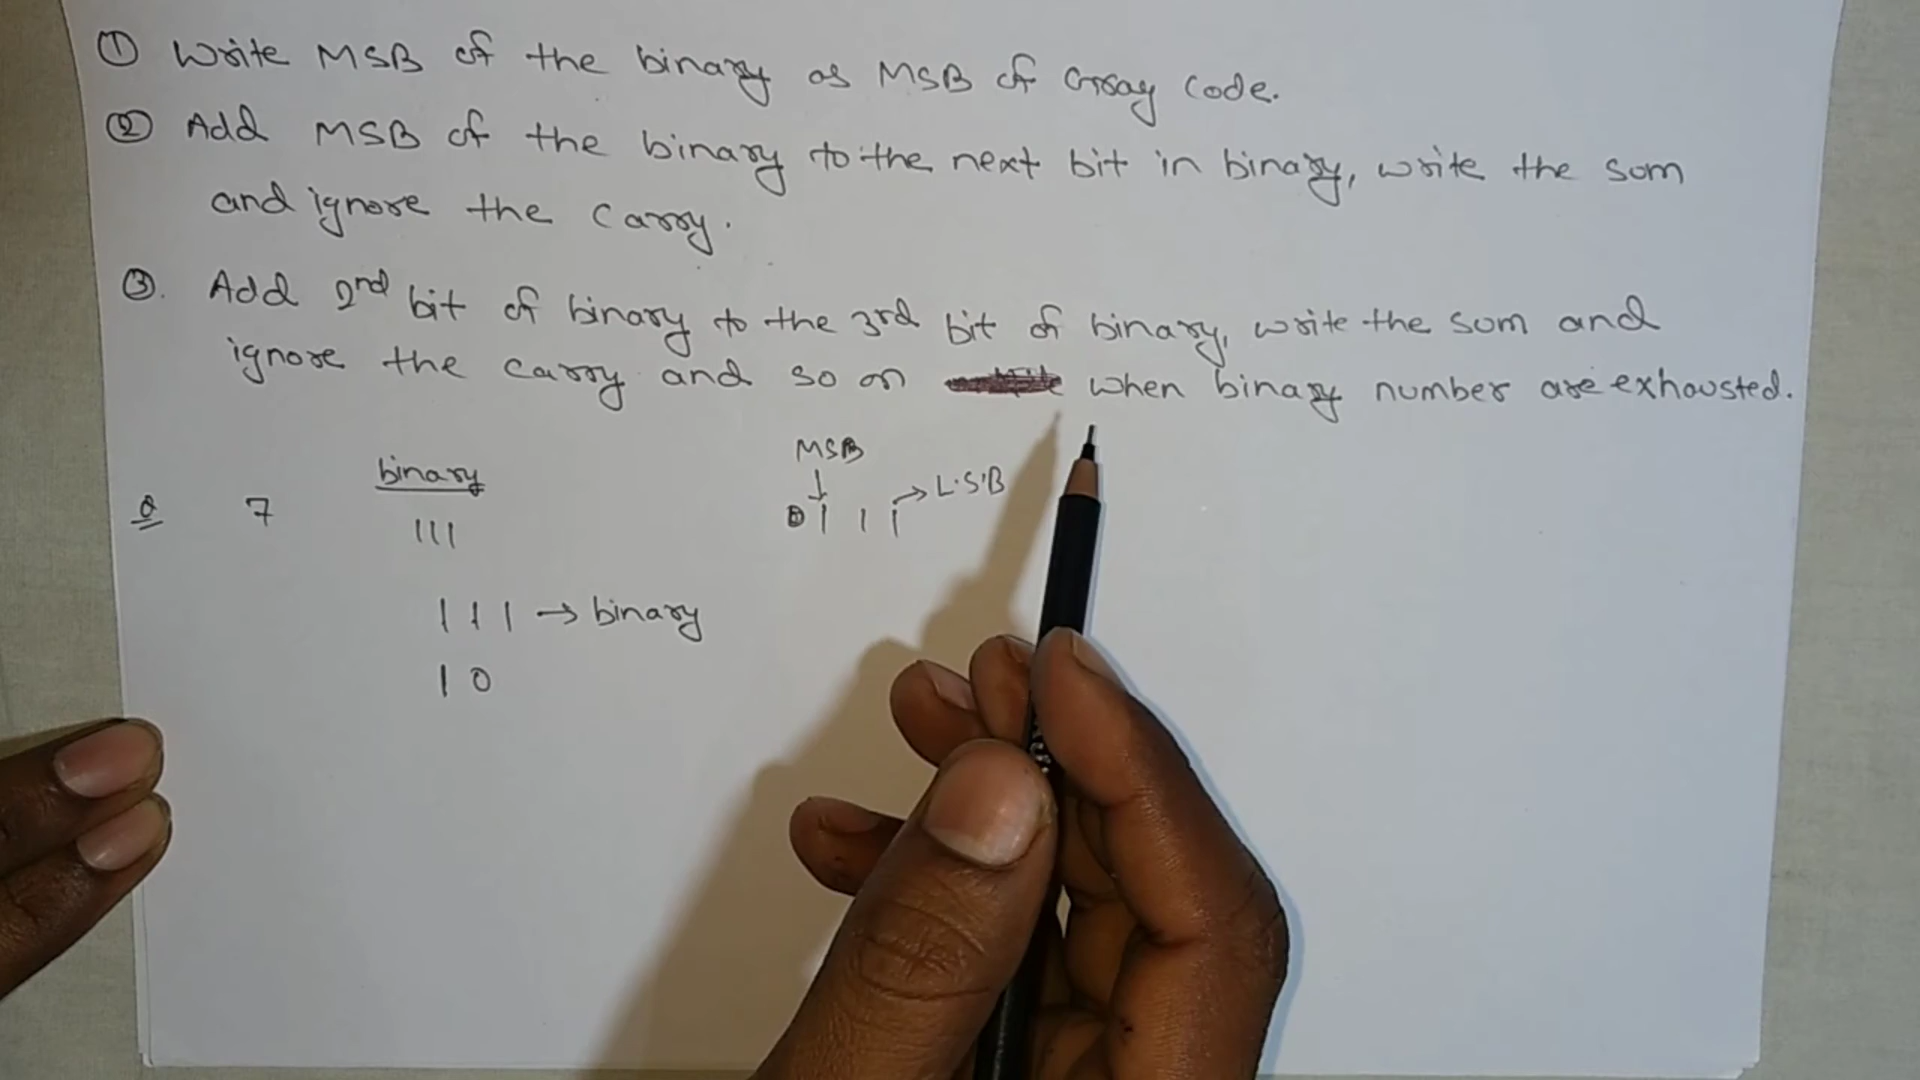 ① Write MSB of the binary as MSB of Gray Code.
② Add MSB of the binary to the next bit in binary, write the sum
and ignore the Carry.
③. Add 2nd bit of binary to the 3rd bit of binary, write the sum and
ignore the carry and so on when binary number are exhausted.
binary
MSB
Q 7 111
0 1 1 1 → L.S.B
1 1 1 → binary
1 0